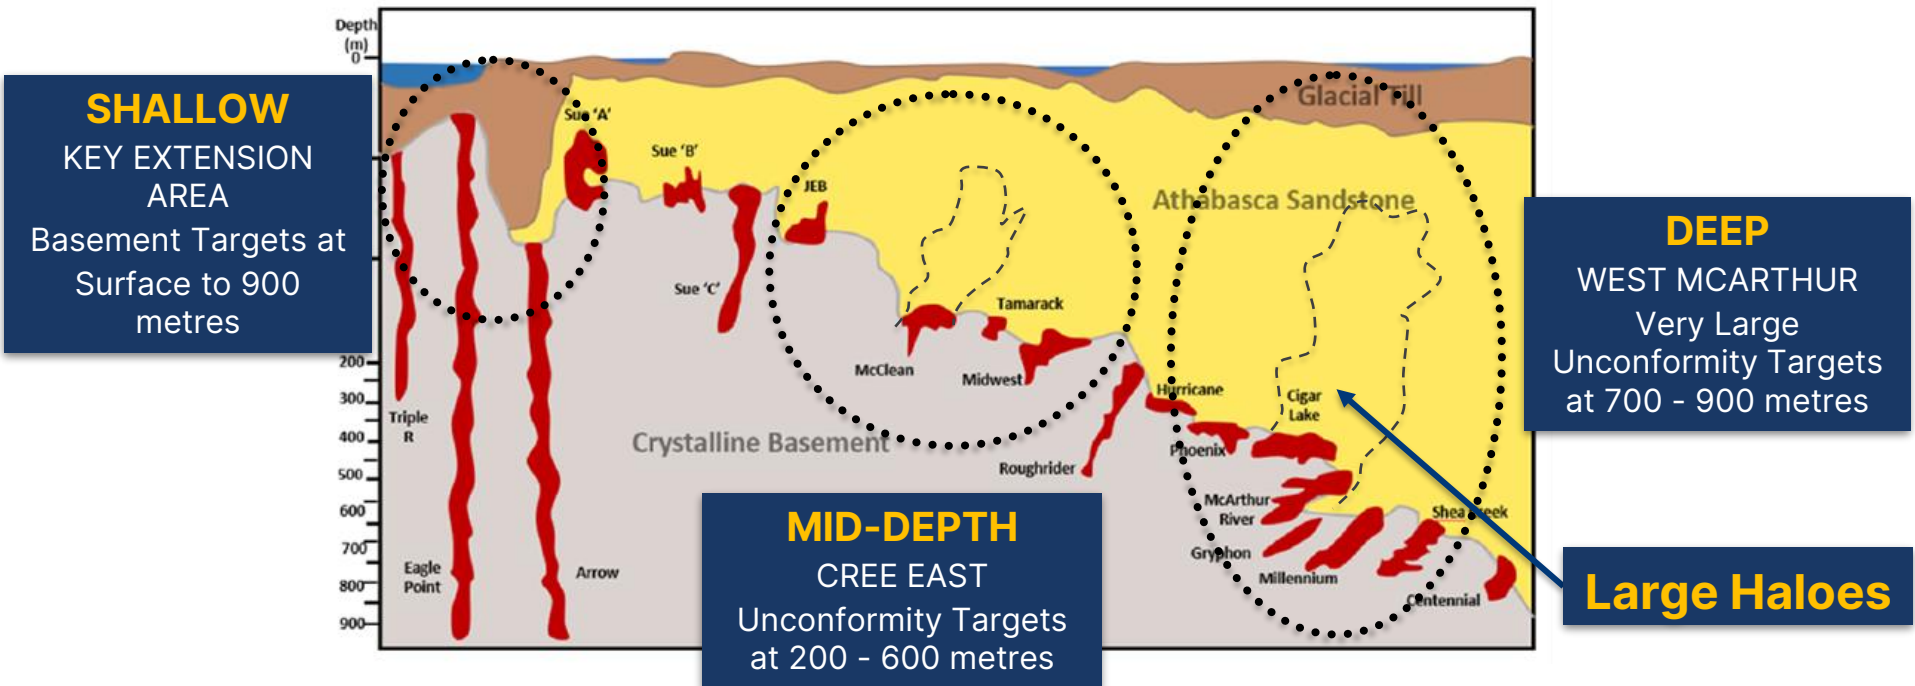 Depth
(m)
0
200
300
400
500
600
700
800
900
SHALLOW
KEY EXTENSION
AREA
Basement Targets at
Surface to 900
metres
Sue 'A'
Sue 'B'
Sue 'C'
JEB
Glacial Till
Athabasca Sandstone
Crystalline Basement
Triple
R
Eagle
Point
Arrow
McClean
Tamarack
Midwest
Roughrider
Hurricane
Phoenix
Cigar
Lake
McArthur
River
Gryphon
Millennium
Shea Creek
Centennial
MID-DEPTH
CREE EAST
Unconformity Targets
at 200 - 600 metres
DEEP
WEST MCARTHUR
Very Large
Unconformity Targets
at 700 - 900 metres
Large Haloes